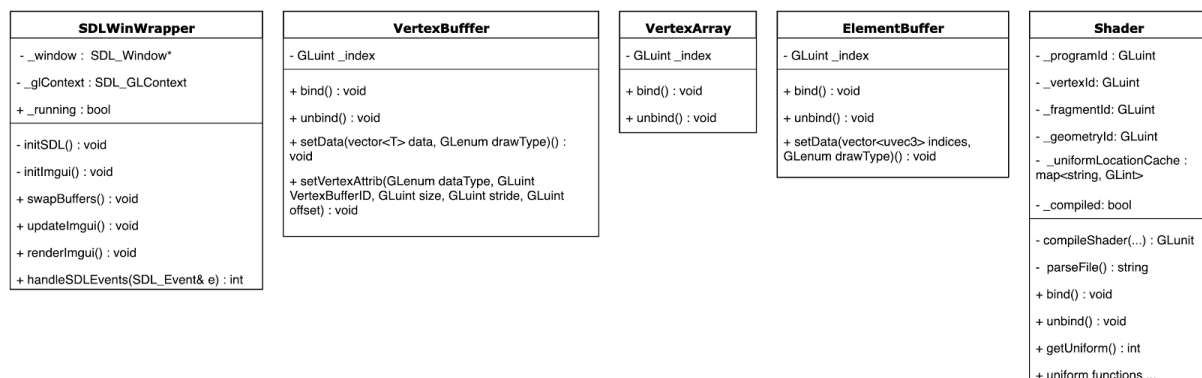 SDLWinWrapper
- _window : SDL_Window*
- _glContext : SDL_GLContext
+ _running : bool
- initSDL() : void
- initImgui() : void
+ swapBuffers() : void
+ updateImgui() : void
+ renderImgui() : void
+ handleSDLEvents(SDL_Event& e) : int
VertexBufffer
- GLuint _index
+ bind() : void
+ unbind() : void
+ setData(vector<T> data, GLenum drawType)() :
void
+ setVertexAttrib(GLenum dataType, GLuint
VertexBufferID, GLuint size, GLuint stride, GLuint
offset) : void
VertexArray
- GLuint _index
+ bind() : void
+ unbind() : void
ElementBuffer
- GLuint _index
+ bind() : void
+ unbind() : void
+ setData(vector<uvec3> indices,
GLenum drawType)() : void
Shader
- _programId : GLuint
- _vertexId: GLuint
- _fragmentId: GLuint
- _geometryId: GLuint
- _uniformLocationCache :
map<string, GLint>
- _compiled: bool
- compileShader(...) : GLunit
- parseFile() : string
+ bind() : void
+ unbind() : void
+ getUniform() : int
+ uniform functions ...